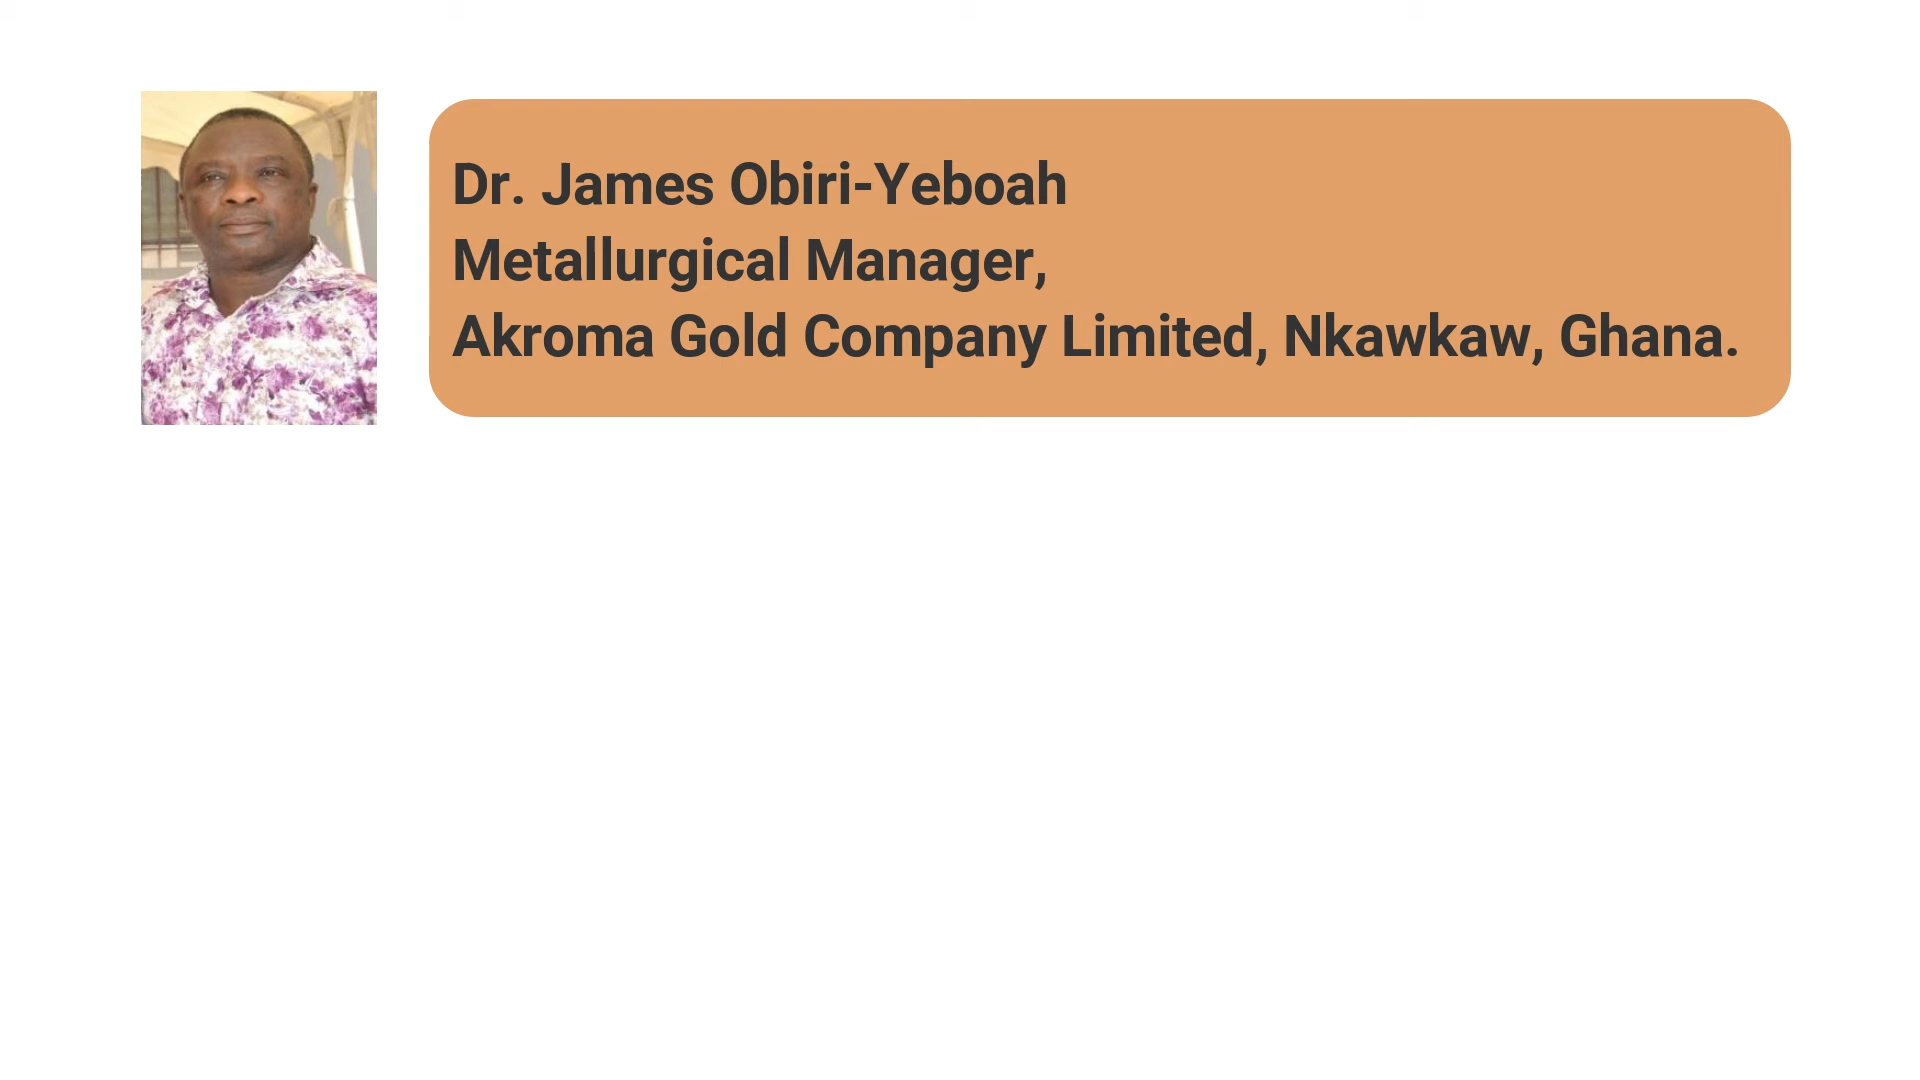 Dr. James Obiri-Yeboah
Metallurgical Manager,
Akroma Gold Company Limited, Nkawkaw, Ghana.